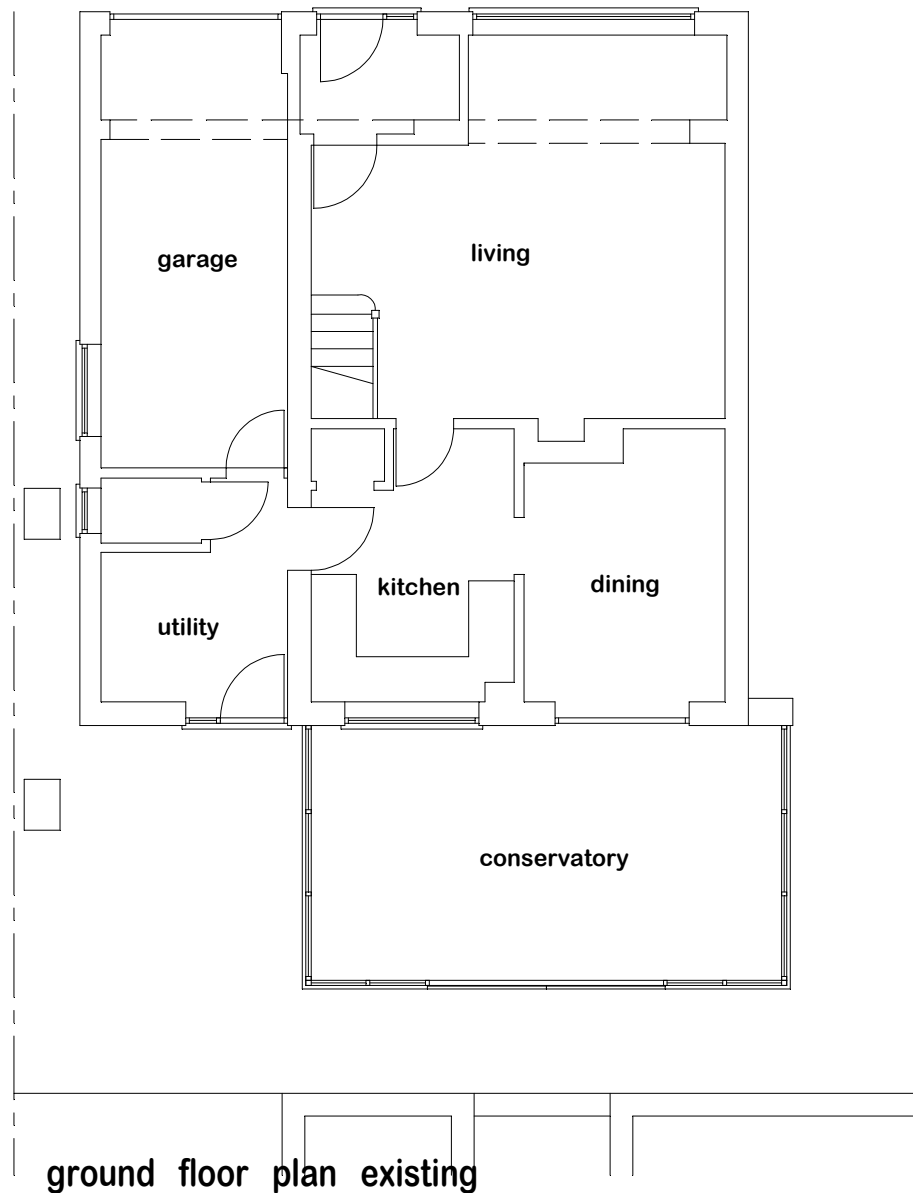 living
garage
kitchen
dining
utility
conservatory
ground floor plan existing